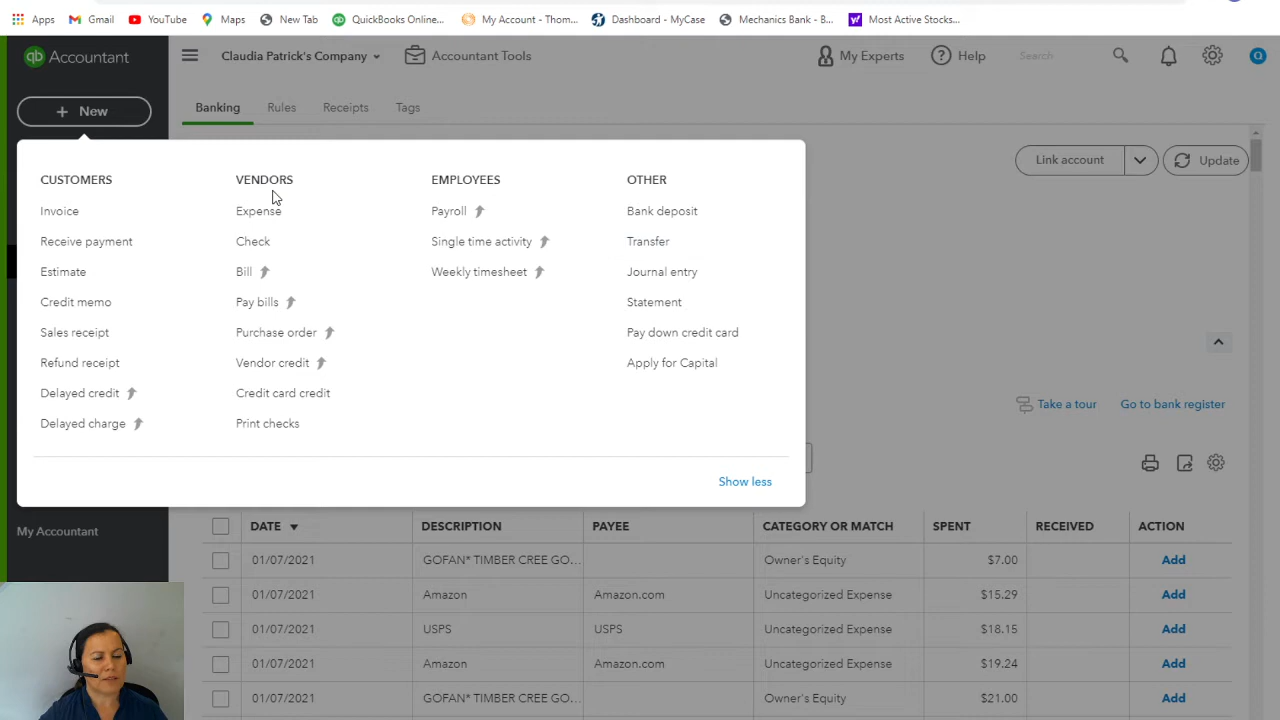 Apps Gmail YouTube Maps New Tab QuickBooks Online... My Account - Thom... Dashboard - MyCase Mechanics Bank - B... Most Active Stocks...
qb Accountant Claudia Patrick's Company Accountant Tools My Experts Help Search Q
+ New
Banking Rules Receipts Tags
Link account Update
CUSTOMERS
Invoice
Receive payment
Estimate
Credit memo
Sales receipt
Refund receipt
Delayed credit
Delayed charge
VENDORS
Expense
Check
Bill
Pay bills
Purchase order
Vendor credit
Credit card credit
Print checks
EMPLOYEES
Payroll
Single time activity
Weekly timesheet
OTHER
Bank deposit
Transfer
Journal entry
Statement
Pay down credit card
Apply for Capital
Show less
Take a tour Go to bank register
My Accountant
DATE DESCRIPTION PAYEE CATEGORY OR MATCH SPENT RECEIVED ACTION
01/07/2021 GOFAN* TIMBER CREE GO... Owner's Equity $7.00 Add
01/07/2021 Amazon Amazon.com Uncategorized Expense $15.29 Add
01/07/2021 USPS USPS Uncategorized Expense $18.15 Add
01/07/2021 Amazon Amazon.com Uncategorized Expense $19.24 Add
01/07/2021 GOFAN* TIMBER CREE GO... Owner's Equity $21.00 Add